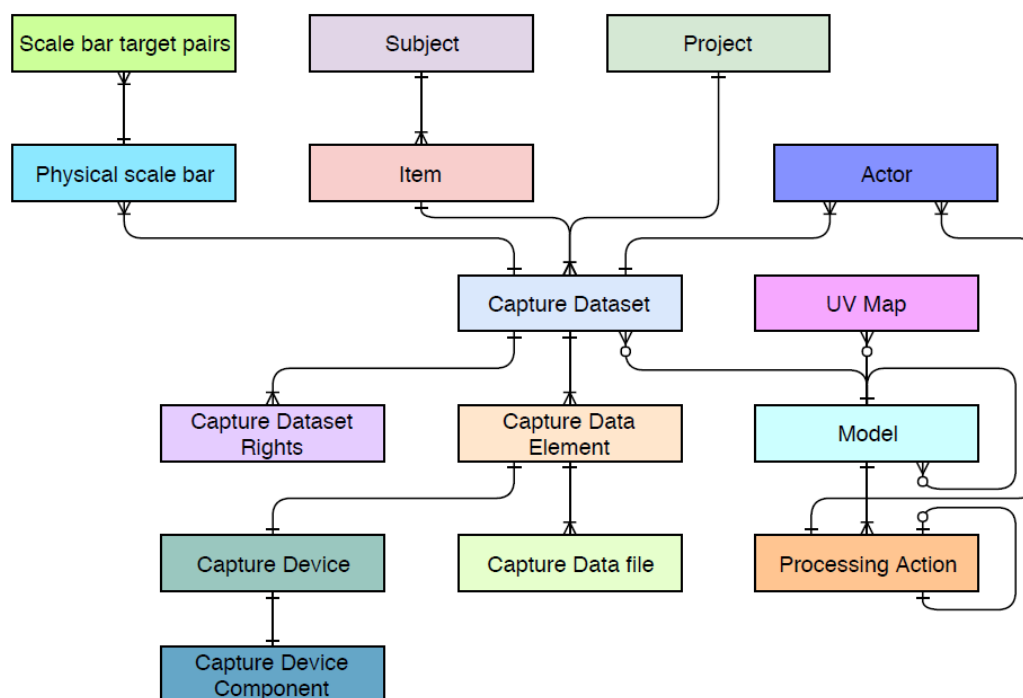 Scale bar target pairs
Subject
Project
Physical scale bar
Item
Actor
Capture Dataset
UV Map
Capture Dataset
Rights
Capture Data
Element
Model
Capture Device
Capture Data file
Processing Action
Capture Device
Component